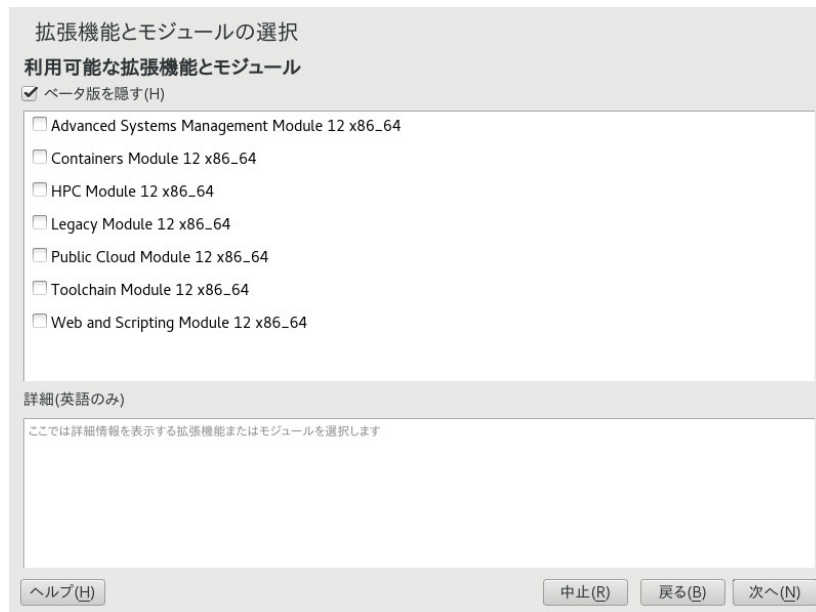 拡張機能とモジュールの選択
利用可能な拡張機能とモジュール
ベータ版を隠す(H)
Advanced Systems Management Module 12 x86_64
Containers Module 12 x86_64
HPC Module 12 x86_64
Legacy Module 12 x86_64
Public Cloud Module 12 x86_64
Toolchain Module 12 x86_64
Web and Scripting Module 12 x86_64
詳細(英語のみ)
ここでは詳細情報を表示する拡張機能またはモジュールを選択します
ヘルプ(H) 中止(R) 戻る(B) 次へ(N)